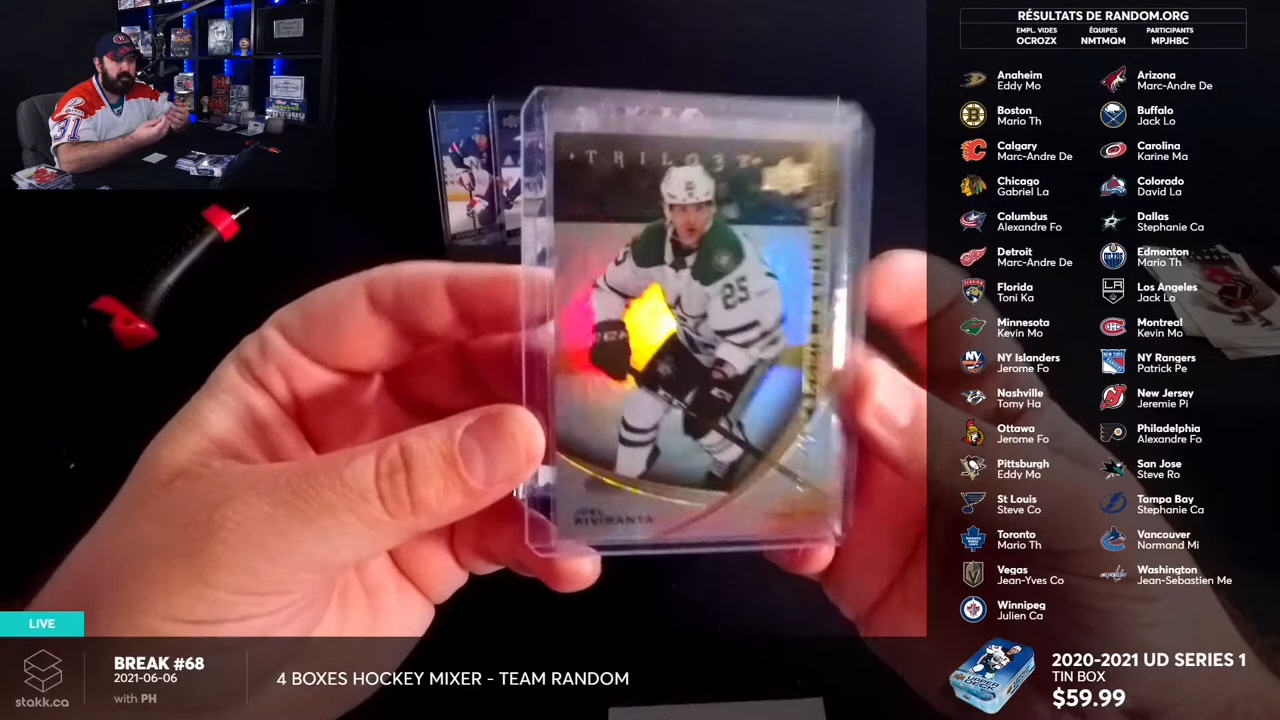 RÉSULTATS DE RANDOM.ORG
EMPL. VIDES
OCROZX
ÉQUIPES
NMTMQM
PARTICIPANTS
MPJHBC
Anaheim
Eddy Mo
Arizona
Marc-Andre De
Boston
Mario Th
Buffalo
Jack Lo
Calgary
Marc-Andre De
Carolina
Karine Ma
Chicago
Gabriel La
Colorado
David La
Columbus
Alexandre Fo
Dallas
Stephanie Ca
Detroit
Marc-Andre De
Edmonton
Mario Th
Florida
Toni Ka
Los Angeles
Jack Lo
Minnesota
Kevin Mo
Montreal
Kevin Mo
NY Islanders
Jerome Fo
NY Rangers
Patrick Pe
Nashville
Tomy Ha
New Jersey
Jeremie Pi
Ottawa
Jerome Fo
Philadelphia
Alexandre Fo
Pittsburgh
Eddy Mo
San Jose
Steve Ro
St Louis
Steve Co
Tampa Bay
Stephanie Ca
Toronto
Mario Th
Vancouver
Normand Mi
Vegas
Jean-Yves Co
Washington
Jean-Sebastien Me
Winnipeg
Julien Ca
31
TRILOGY
25
JOEL
KIVIRANTA
LIVE
stakk.ca
BREAK #68
2021-06-06
with PH
4 BOXES HOCKEY MIXER - TEAM RANDOM
2020-2021 UD SERIES 1
TIN BOX
$59.99